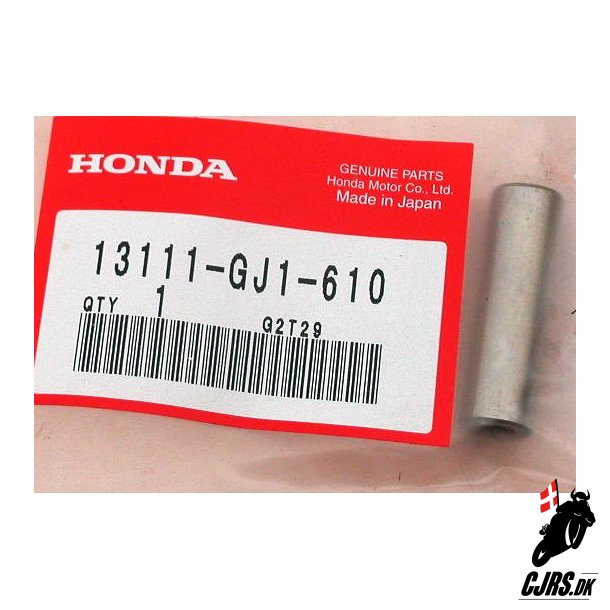 HONDA
GENUINE PARTS
Honda Motor Co., Ltd.
Made in Japan
13111-GJ1-610
QTY 1 G2T29
CJRS.DK